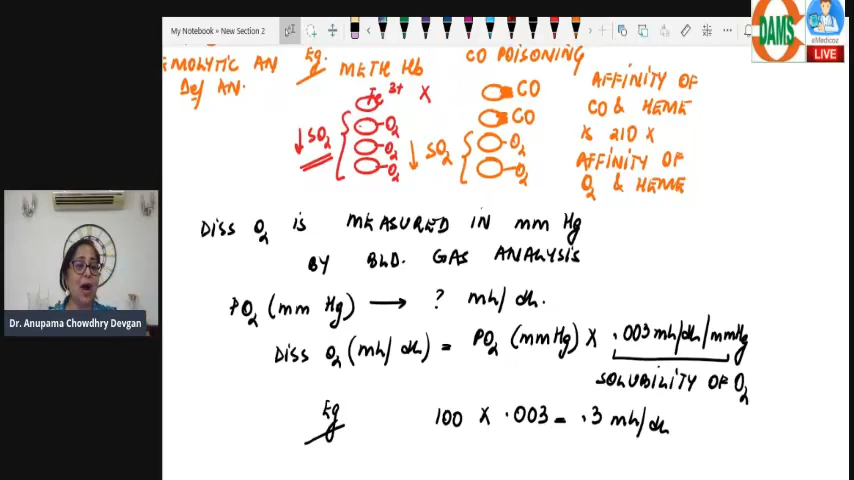 My Notebook » New Section 2
DAMS
eMedicoz
LIVE
EMOLYTIC AN
Def AN.
Eg.
METH Hb
CO POISONING
Fe 3+ X
O2
O2
O2
↓ SO2
CO
CO
O2
O2
↓ SO2
AFFINITY OF
CO & HEME
IS 210 X
AFFINITY OF
O2 & HEME
DISS O2 IS MEASURED IN mm Hg
BY BLD. GAS ANALYSIS
PO2 (mm Hg) → ? ml/dl.
DISS O2 (ml/dl) = PO2 (mmHg) X .003 ml/dl/mmHg
SOLUBILITY OF O2
Eg
100 X .003 = .3 ml/dl
Dr. Anupama Chowdhry Devgan